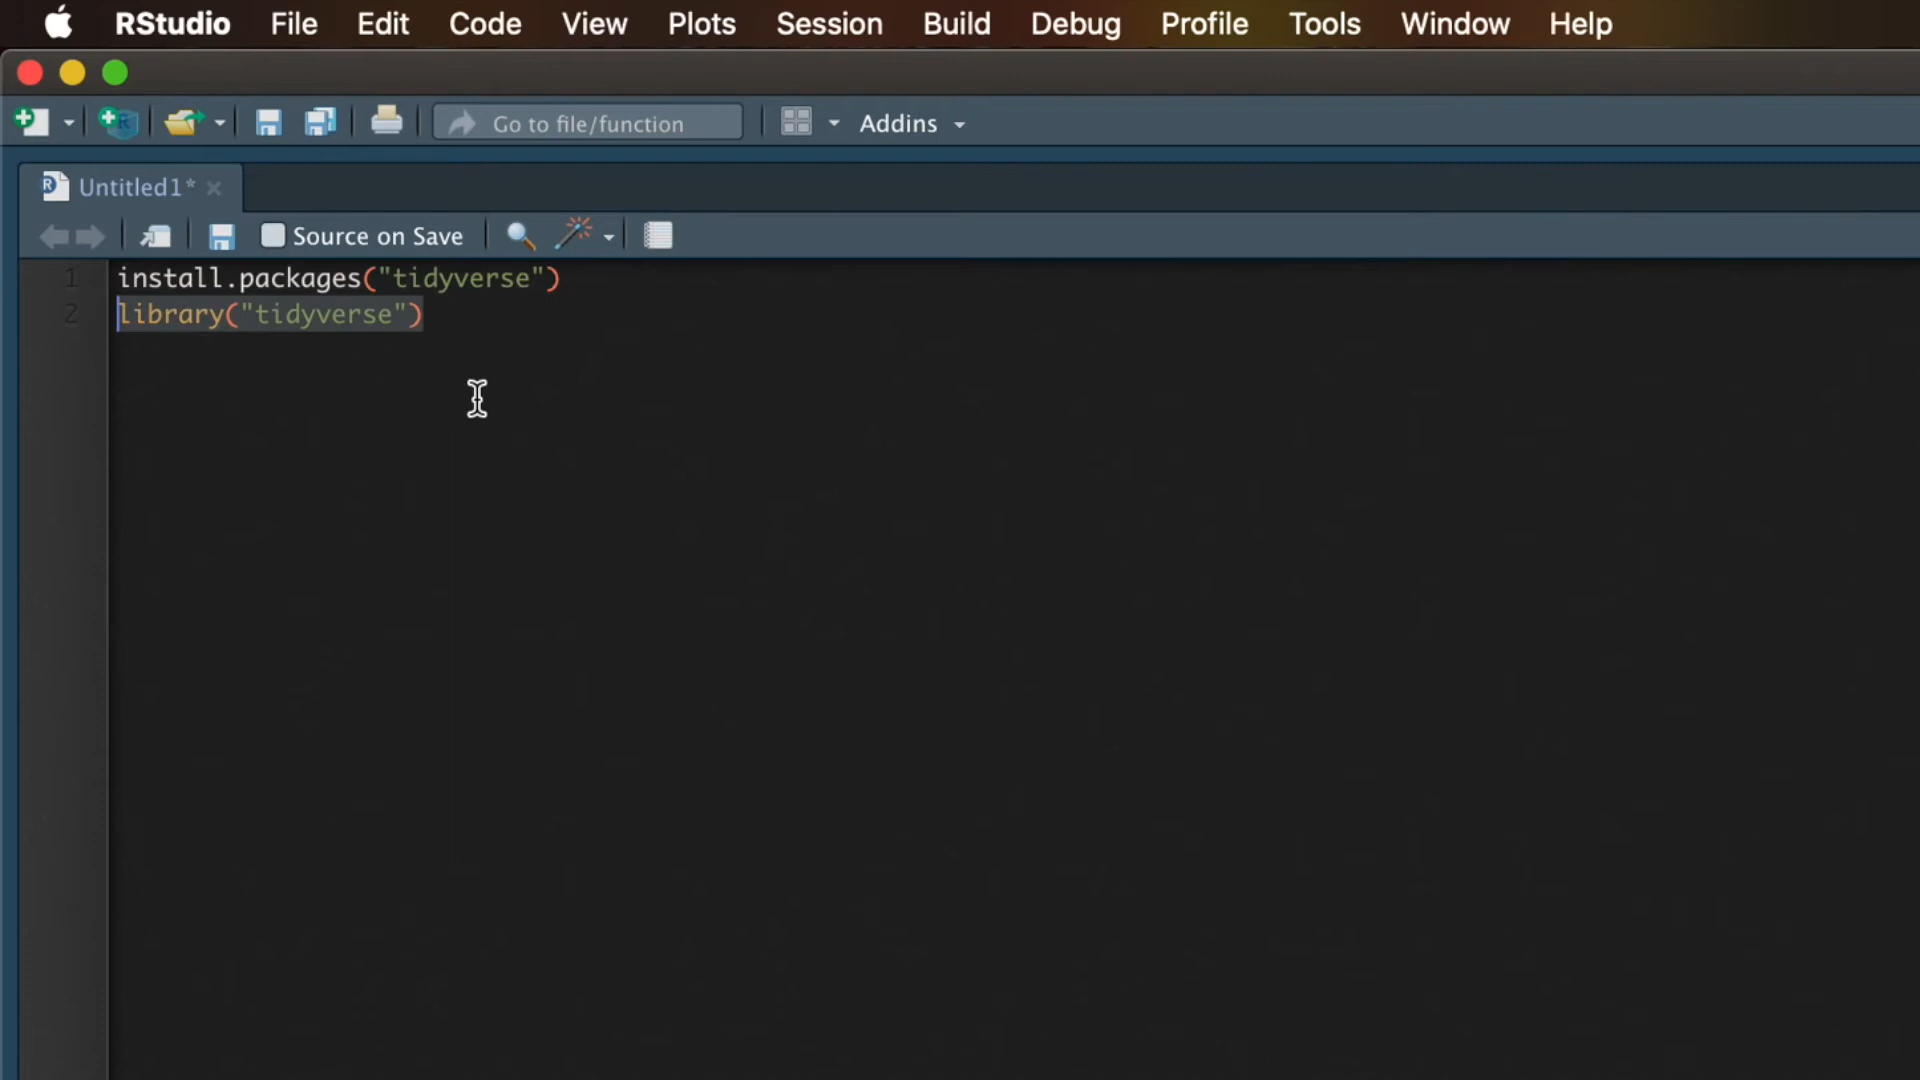 RStudio File Edit Code View Plots Session Build Debug Profile Tools Window Help
Go to file/function Addins
Untitled1*
Source on Save
1 install.packages("tidyverse")
2 library("tidyverse")